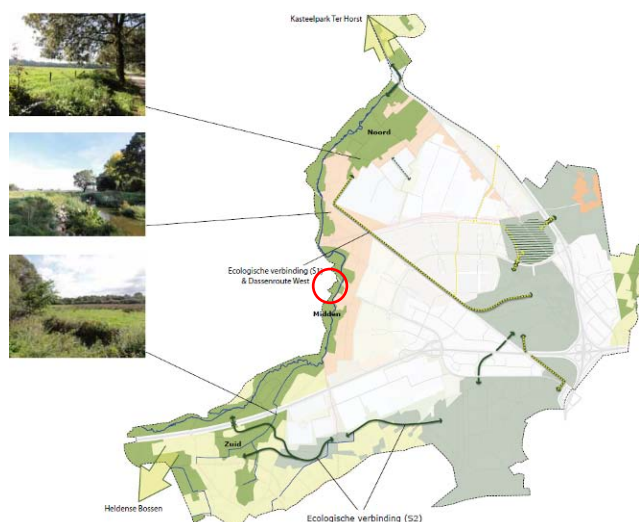 Kasteelpark Ter Horst
Noord
Ecologische verbinding (S1)
& Dassenroute West
Midden
Zuid
Heldense Bossen
Ecologische verbinding (S2)